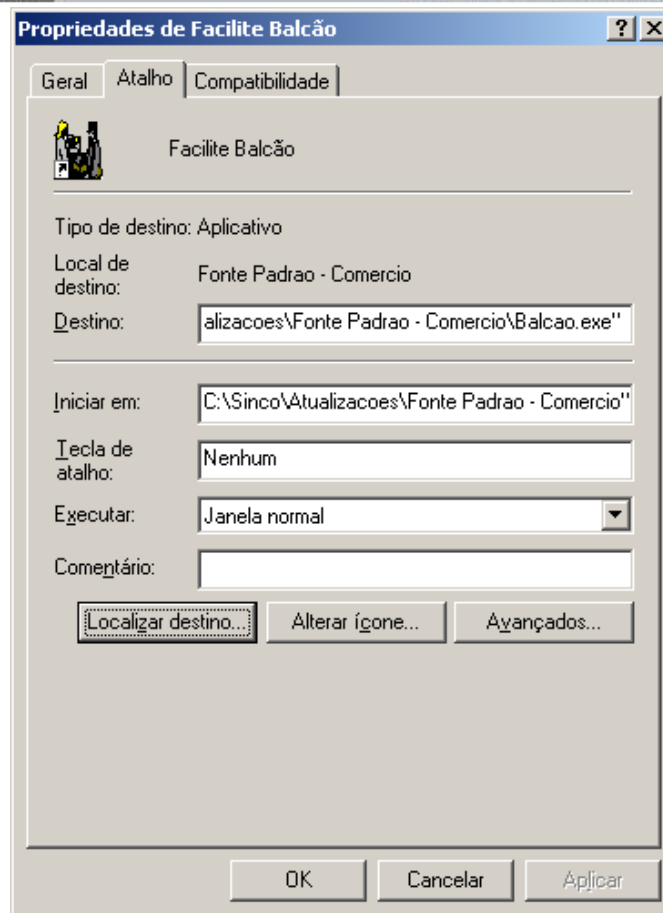 Propriedades de Facilite Balcão
Geral
Atalho
Compatibilidade
Facilite Balcão
Tipo de destino: Aplicativo
Local de destino:
Fonte Padrao - Comercio
Destino:
alizacoes\Fonte Padrao - Comercio\Balcao.exe"
Iniciar em:
C:\Sinco\Atualizacoes\Fonte Padrao - Comercio"
Tecla de atalho:
Nenhum
Executar:
Janela normal
Comentário:
Localizar destino...
Alterar ícone...
Avançados...
OK
Cancelar
Aplicar